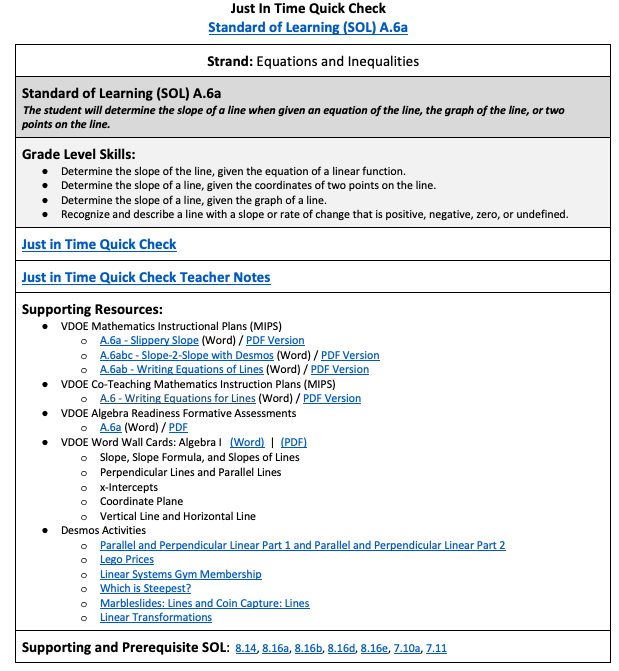 Just In Time Quick Check
Standard of Learning (SOL) A.6a
Strand: Equations and Inequalities
Standard of Learning (SOL) A.6a
The student will determine the slope of a line when given an equation of the line, the graph of the line, or two
points on the line.
Grade Level Skills:
● Determine the slope of the line, given the equation of a linear function.
● Determine the slope of a line, given the coordinates of two points on the line.
● Determine the slope of a line, given the graph of a line.
● Recognize and describe a line with a slope or rate of change that is positive, negative, zero, or undefined.
Just in Time Quick Check
Just in Time Quick Check Teacher Notes
Supporting Resources:
● VDOE Mathematics Instructional Plans (MIPS)
○ A.6a - Slippery Slope (Word) / PDF Version
○ A.6abc - Slope-2-Slope with Desmos (Word) / PDF Version
○ A.6ab - Writing Equations of Lines (Word) / PDF Version
● VDOE Co-Teaching Mathematics Instruction Plans (MIPS)
○ A.6 - Writing Equations for Lines (Word) / PDF Version
● VDOE Algebra Readiness Formative Assessments
○ A.6a (Word) / PDF
● VDOE Word Wall Cards: Algebra I (Word) | (PDF)
○ Slope, Slope Formula, and Slopes of Lines
○ Perpendicular Lines and Parallel Lines
○ x-Intercepts
○ Coordinate Plane
○ Vertical Line and Horizontal Line
● Desmos Activities
○ Parallel and Perpendicular Linear Part 1 and Parallel and Perpendicular Linear Part 2
○ Lego Prices
○ Linear Systems Gym Membership
○ Which is Steepest?
○ Marbleslides: Lines and Coin Capture: Lines
○ Linear Transformations
Supporting and Prerequisite SOL: 8.14, 8.16a, 8.16b, 8.16d, 8.16e, 7.10a, 7.11